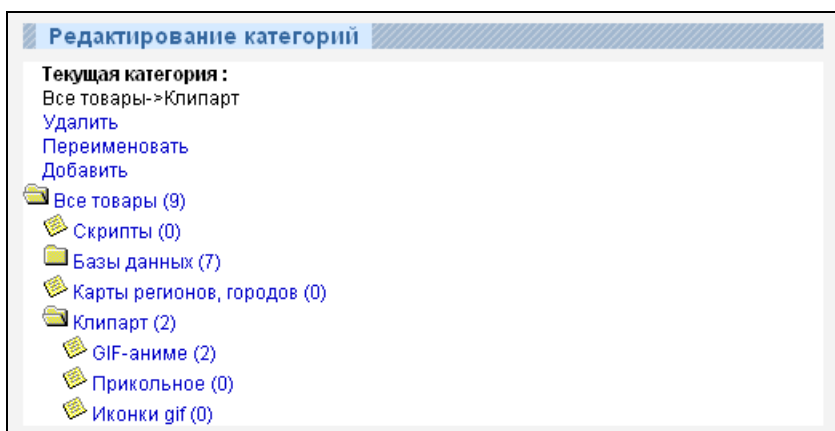 Редактирование категорий
Текущая категория :
Все товары->Клипарт
Удалить
Переименовать
Добавить
Все товары (9)
Скрипты (0)
Базы данных (7)
Карты регионов, городов (0)
Клипарт (2)
GIF-аниме (2)
Прикольное (0)
Иконки gif (0)